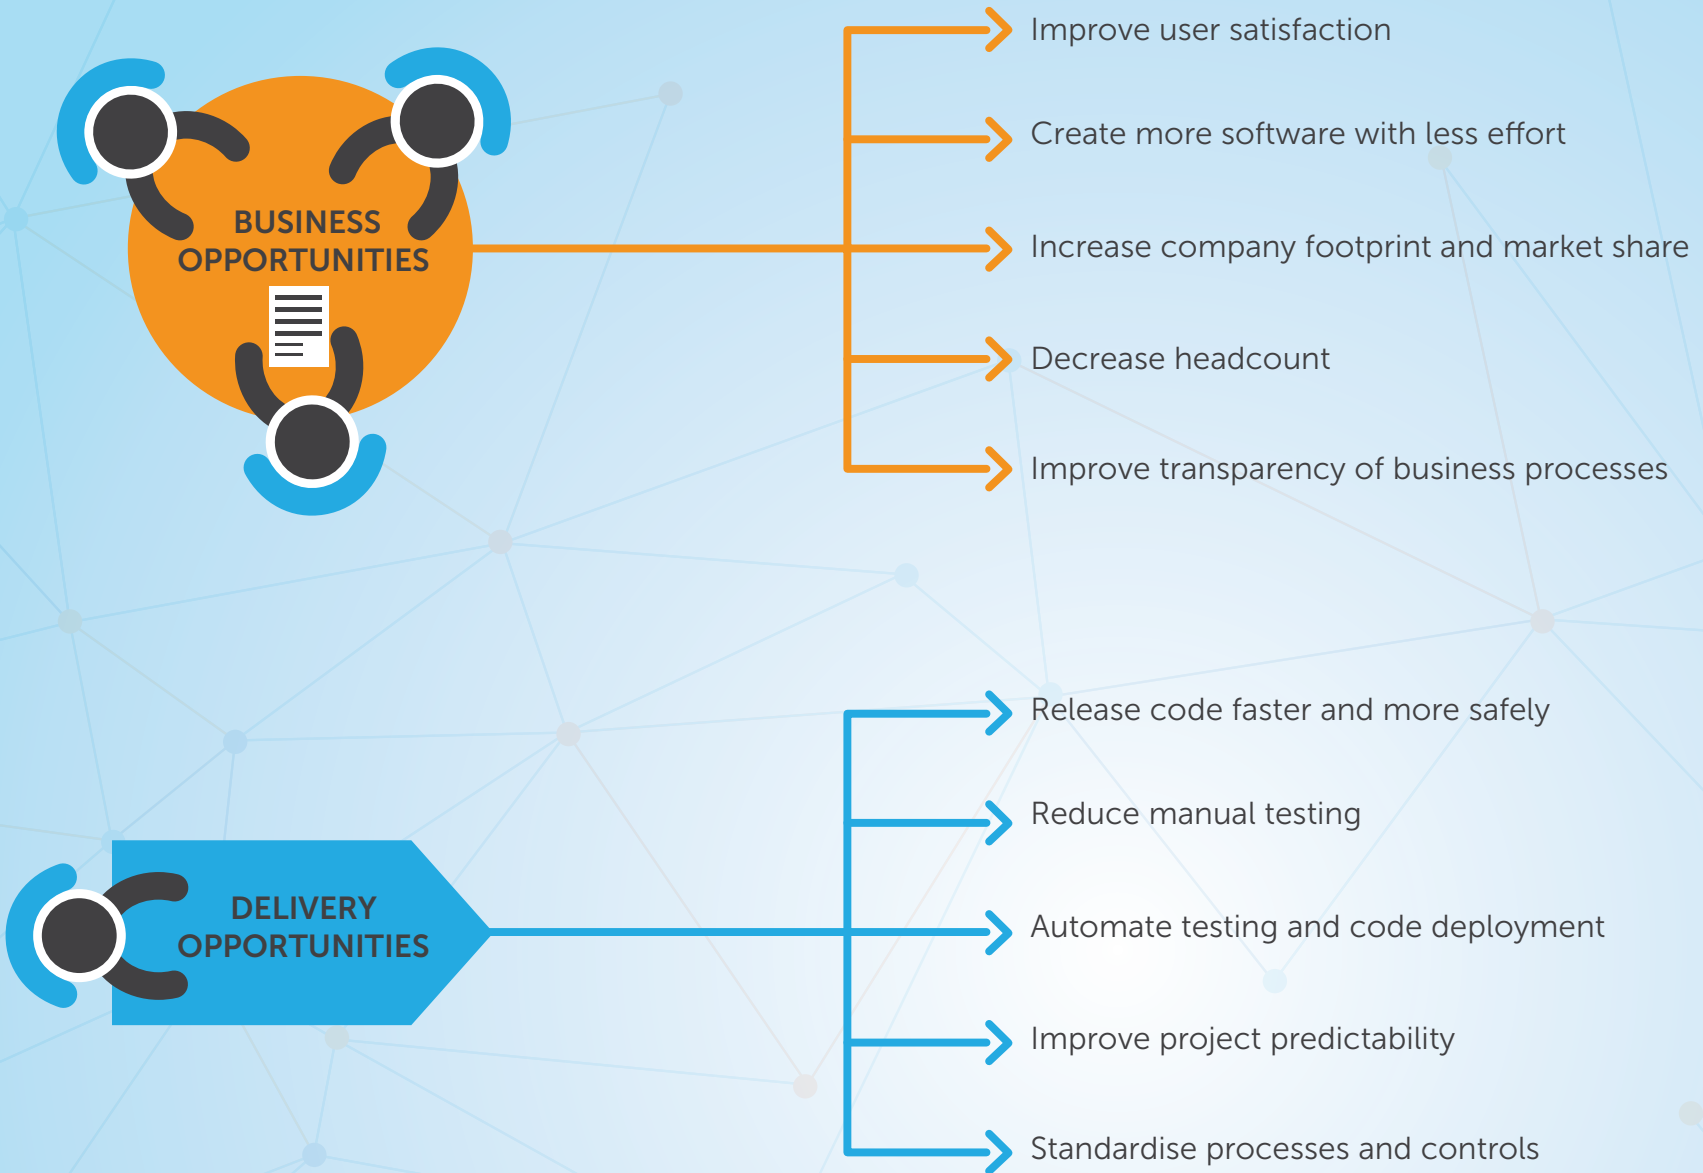 BUSINESS
OPPORTUNITIES
Improve user satisfaction
Create more software with less effort
Increase company footprint and market share
Decrease headcount
Improve transparency of business processes
DELIVERY
OPPORTUNITIES
Release code faster and more safely
Reduce manual testing
Automate testing and code deployment
Improve project predictability
Standardise processes and controls